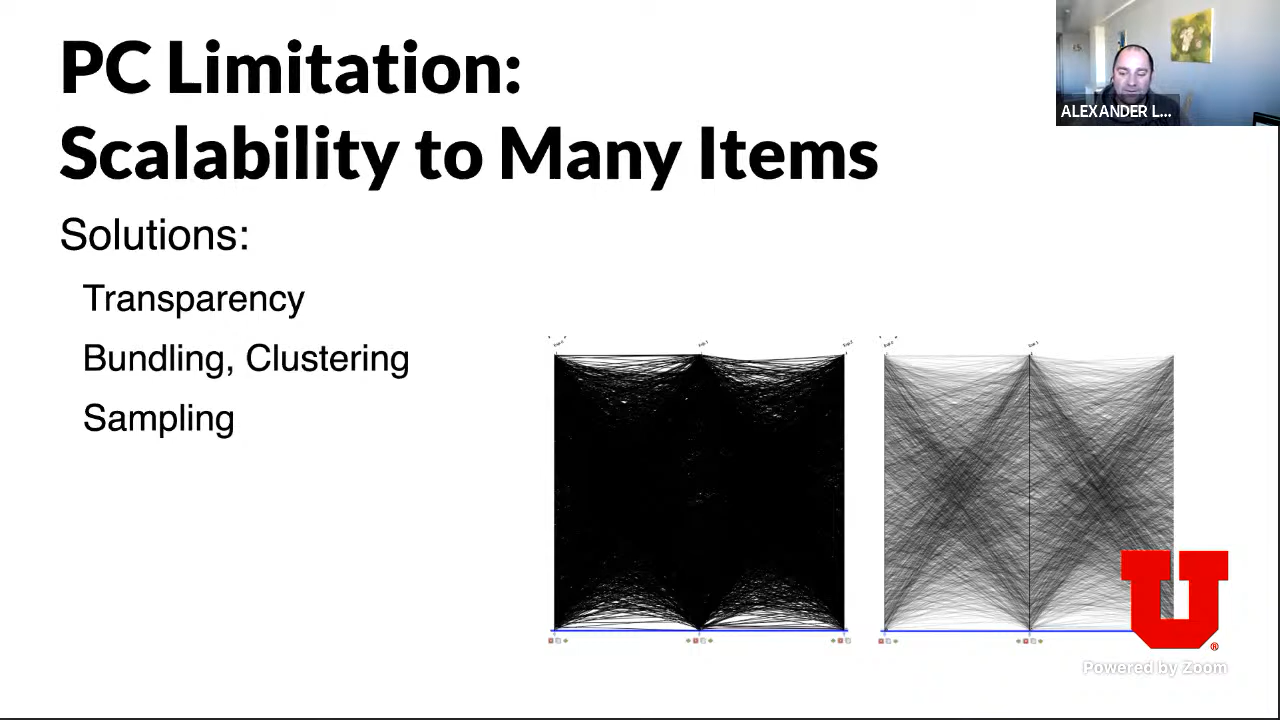 PC Limitation:
Scalability to Many Items
ALEXANDER L...
Solutions:
Transparency
Bundling, Clustering
Sampling
U
®
Powered by Zoom